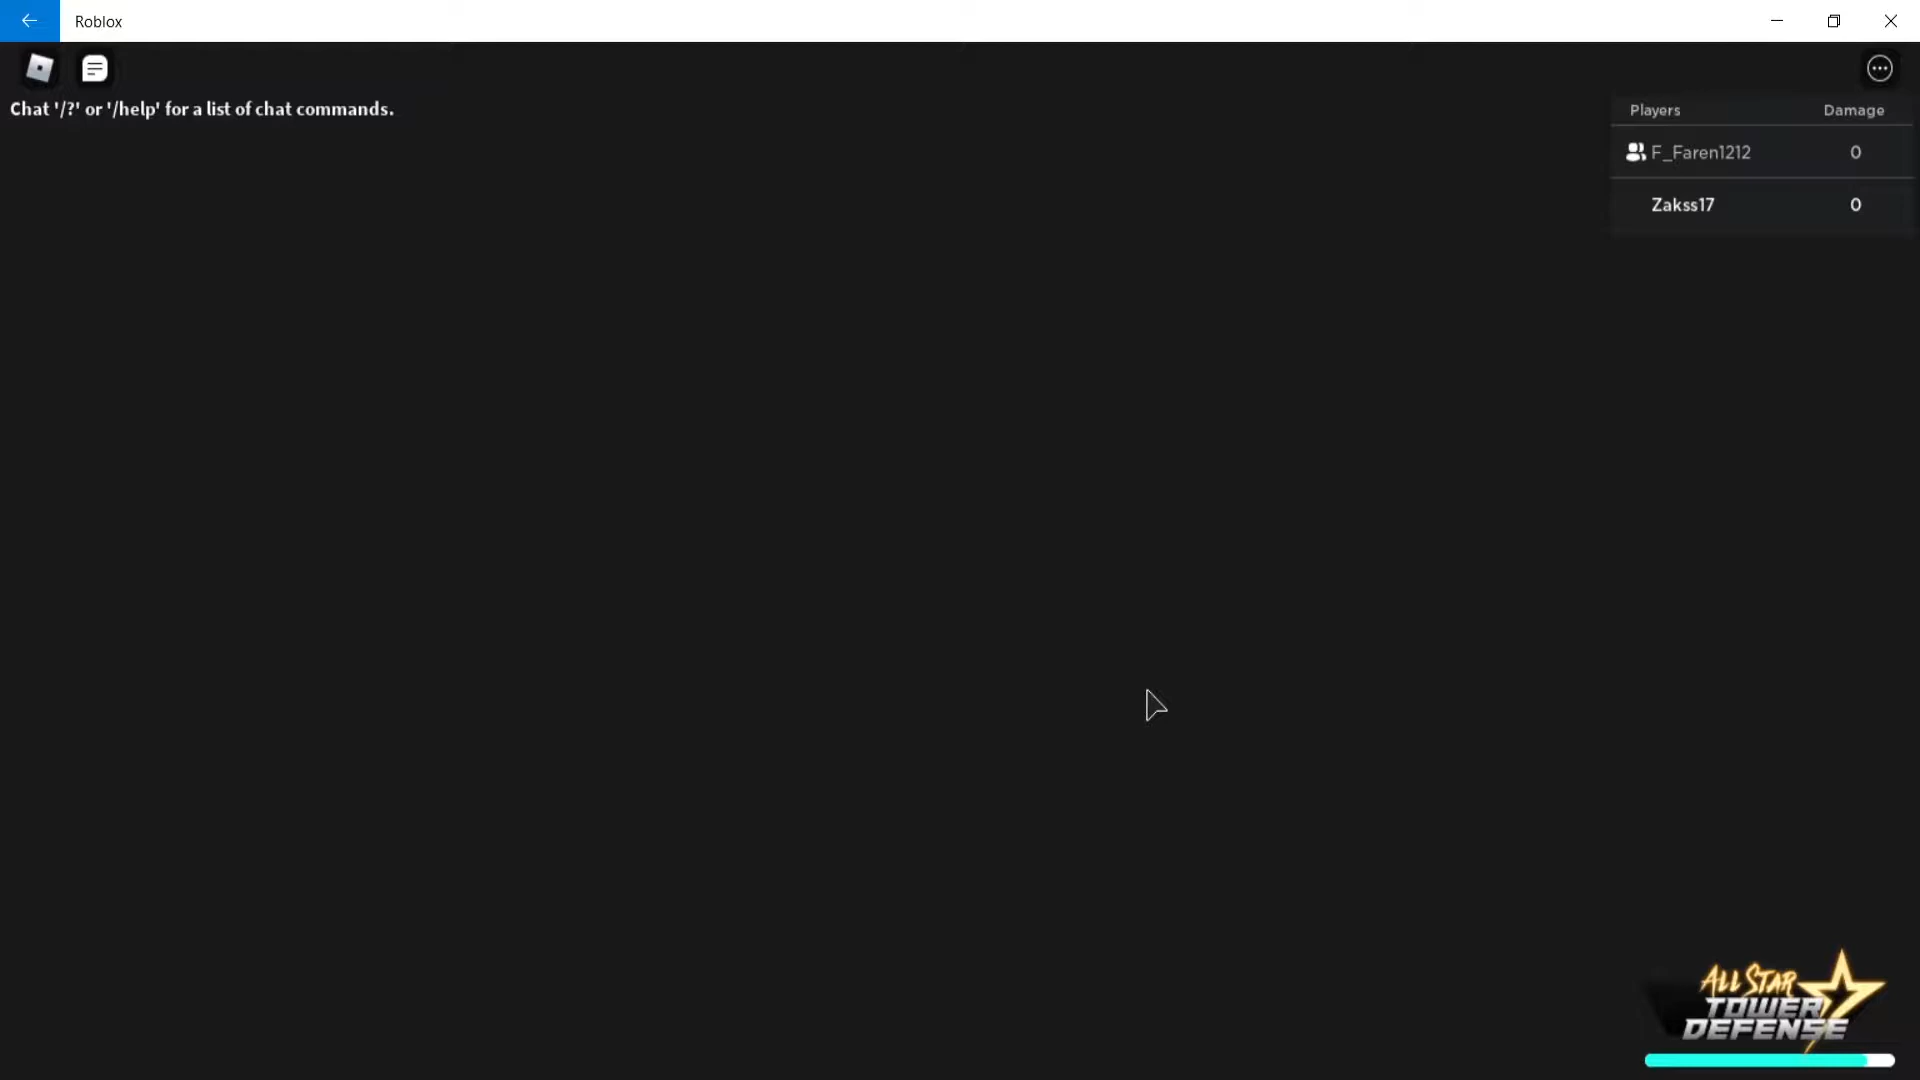 Roblox
Chat '/?' or '/help' for a list of chat commands.
Players Damage
F_Faren1212 0
Zakss17 0
ALL STAR
TOWER
DEFENSE